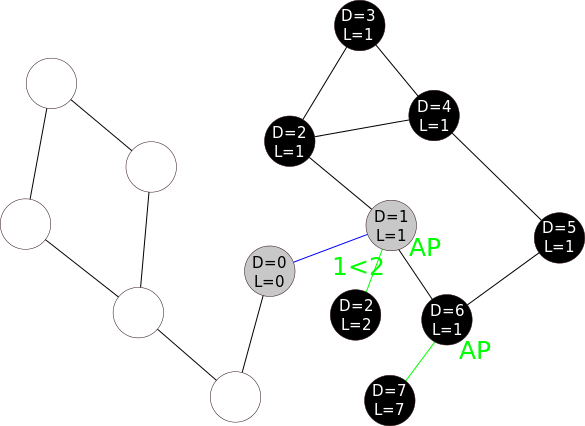 D=3
L=1
D=4
L=1
D=2
L=1
D=1
L=1
AP
D=5
L=1
D=0
L=0
1<2
D=2
L=2
D=6
L=1
AP
D=7
L=7